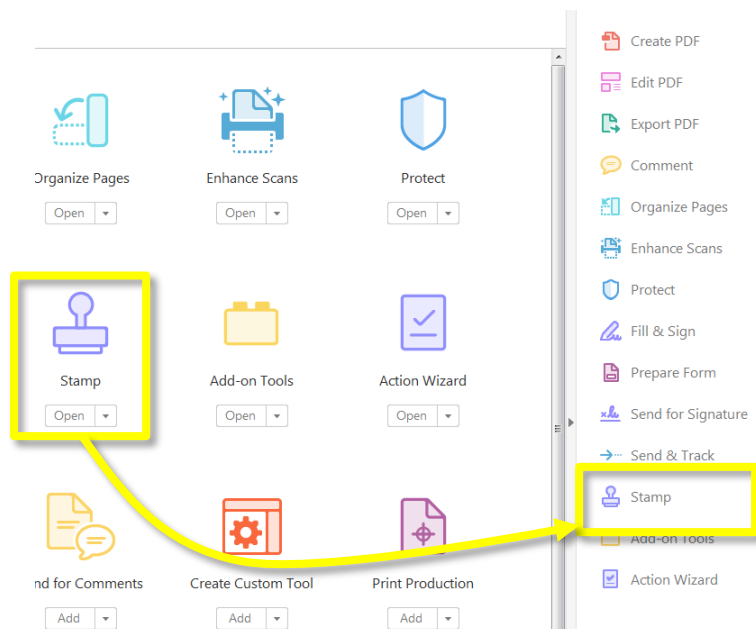 Organize Pages
Enhance Scans
Protect
Open
Open
Open
Stamp
Add-on Tools
Action Wizard
Open
Open
Open
nd for Comments
Create Custom Tool
Print Production
Add
Add
Add
Create PDF
Edit PDF
Export PDF
Comment
Organize Pages
Enhance Scans
Protect
Fill & Sign
Prepare Form
Send for Signature
Send & Track
Stamp
Add-on Tools
Action Wizard